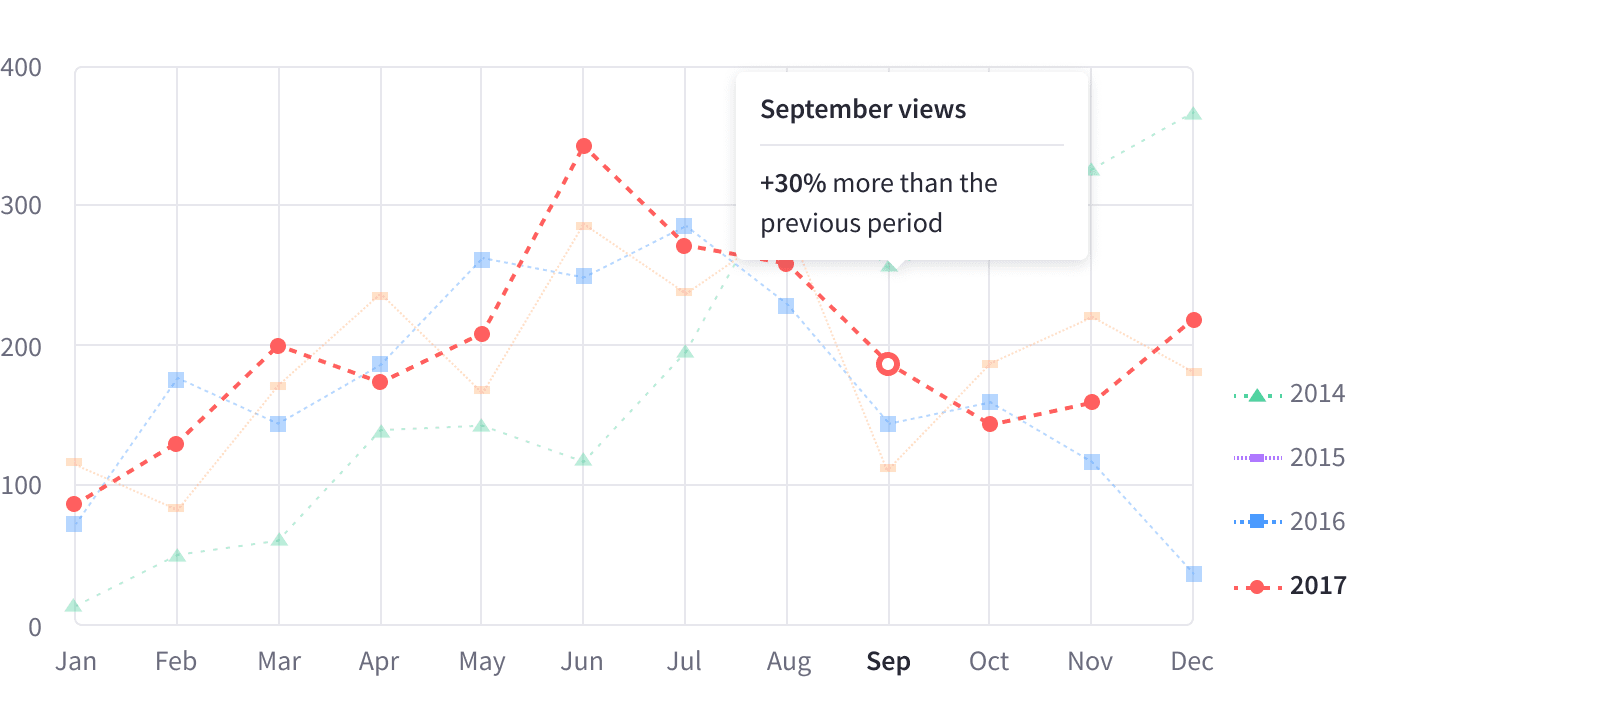 400
300
200
100
0
September views
+30% more than the
previous period
2014
2015
2016
2017
Jan Feb Mar Apr May Jun Jul Aug Sep Oct Nov Dec